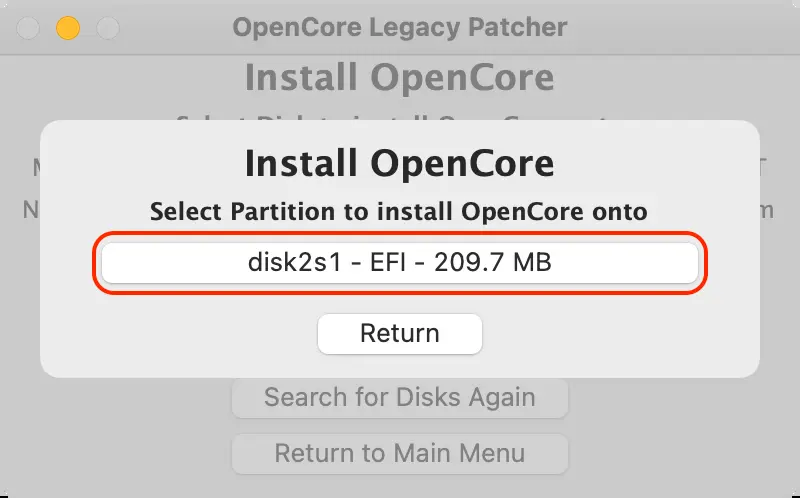 OpenCore Legacy Patcher
Install OpenCore
Install OpenCore
Select Partition to install OpenCore onto
disk2s1 - EFI - 209.7 MB
Return
Search for Disks Again
Return to Main Menu